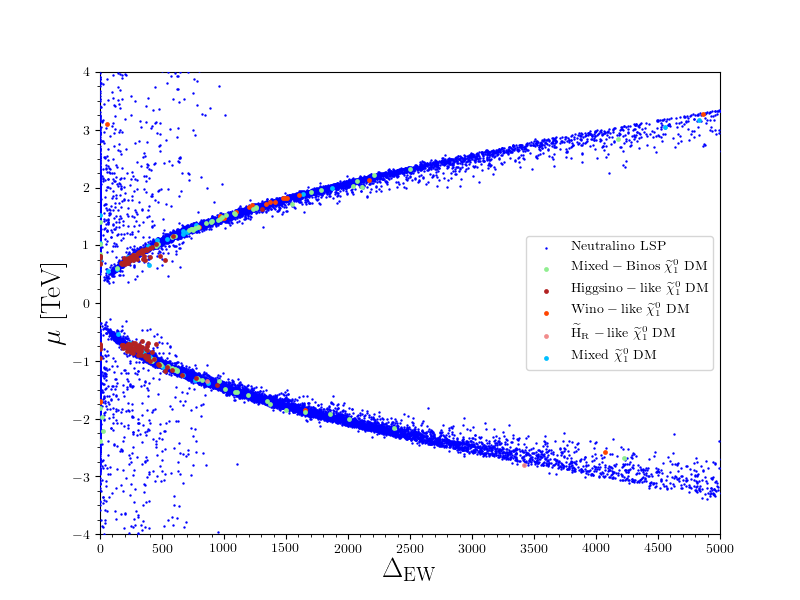 4
3
2
1
0
−1
−2
−3
−4
μ [TeV]
Neutralino LSP
Mixed − Binos χ̃⁰₁ DM
Higgsino − like χ̃⁰₁ DM
Wino − like χ̃⁰₁ DM
H̃_R − like χ̃⁰₁ DM
Mixed χ̃⁰₁ DM
0 500 1000 1500 2000 2500 3000 3500 4000 4500 5000
Δ_EW